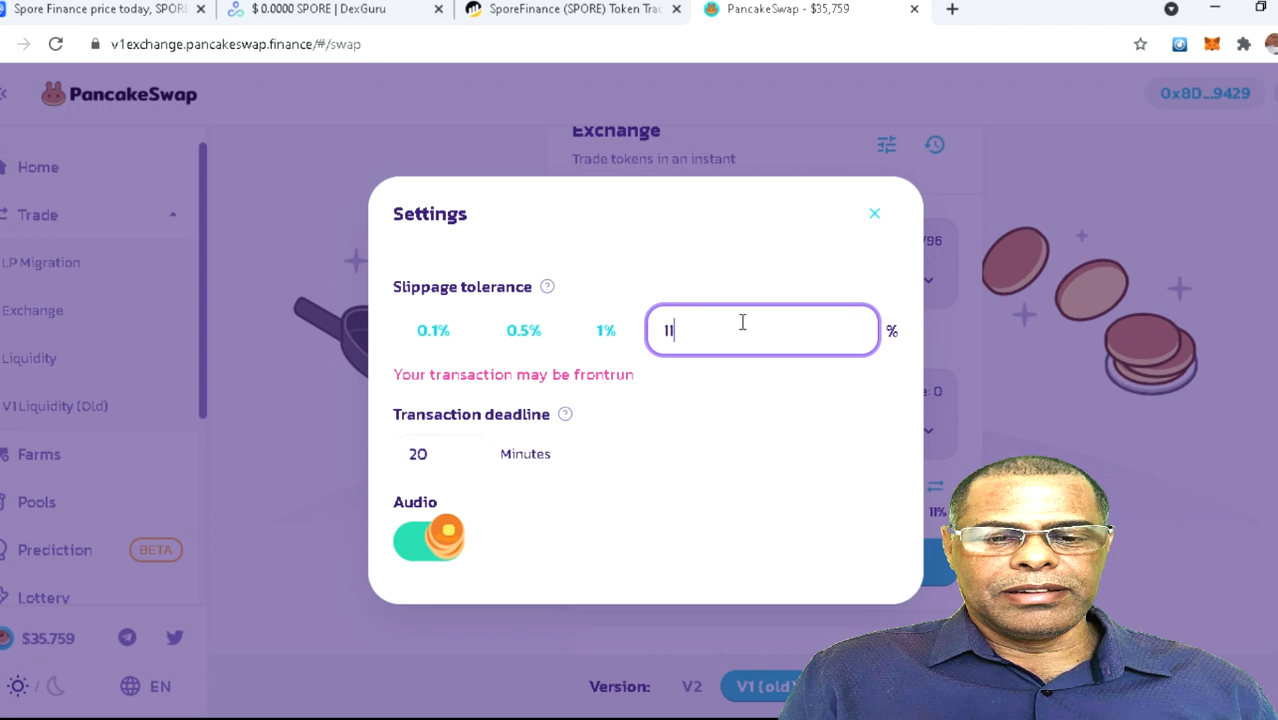 Spore Finance price today, SPORE
$ 0.0000 SPORE | DexGuru
SporeFinance (SPORE) Token Trac
PancakeSwap - $35,759
v1exchange.pancakeswap.finance/#/swap
PancakeSwap
0x8D...9429
Home
Trade
LP Migration
Exchange
Liquidity
V1 Liquidity (Old)
Farms
Pools
Prediction
BETA
Lottery
$35.759
EN
Exchange
Trade tokens in an instant
Settings
Slippage tolerance
0.1%
0.5%
1%
11
%
Your transaction may be frontrun
Transaction deadline
20
Minutes
Audio
11%
Version:
V2
V1 (old)